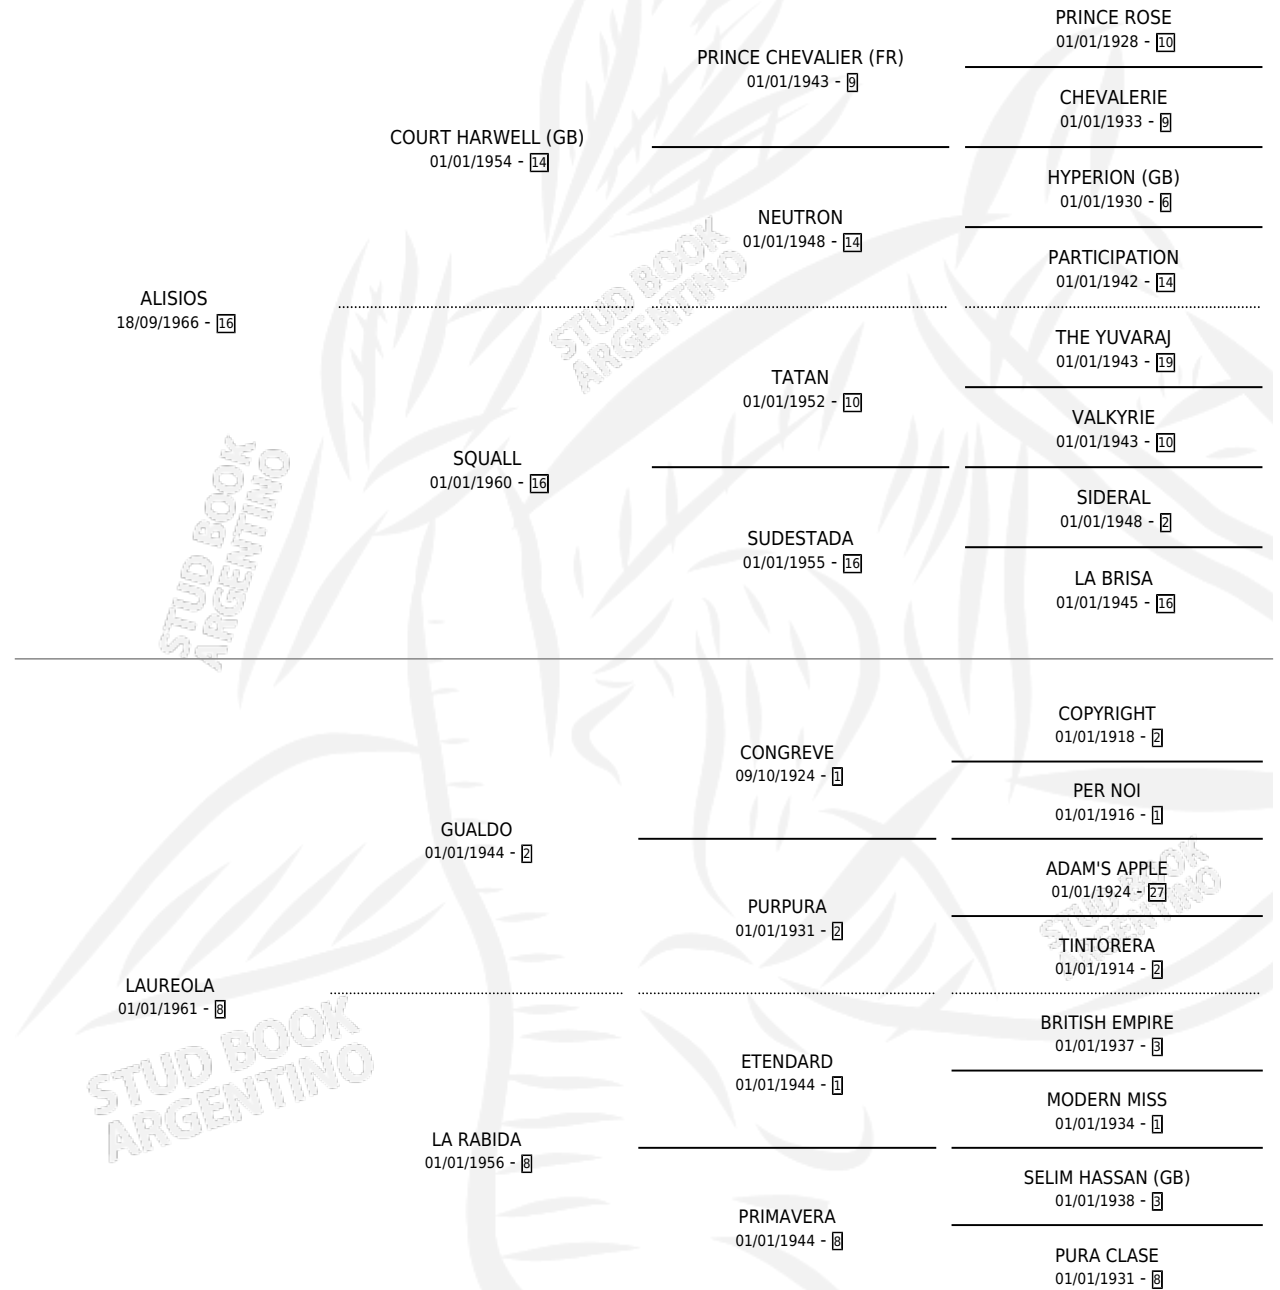 PRINCE ROSE
01/01/1928 - 10
PRINCE CHEVALIER (FR)
01/01/1943 - 9
CHEVALERIE
01/01/1933 - 9
COURT HARWELL (GB)
01/01/1954 - 14
HYPERION (GB)
01/01/1930 - 6
NEUTRON
01/01/1948 - 14
PARTICIPATION
01/01/1942 - 14
ALISIOS
18/09/1966 - 16
STUD BOOK
ARGENTINO
THE YUVARAJ
01/01/1943 - 19
TATAN
01/01/1952 - 10
VALKYRIE
01/01/1943 - 10
SQUALL
01/01/1960 - 16
SIDERAL
01/01/1948 - 2
SUDESTADA
01/01/1955 - 16
LA BRISA
01/01/1945 - 16
STUD BOOK
ARGENTINO
COPYRIGHT
01/01/1918 - 2
CONGREVE
09/10/1924 - 1
PER NOI
01/01/1916 - 1
GUALDO
01/01/1944 - 2
ADAM'S APPLE
01/01/1924 - 27
PURPURA
01/01/1931 - 2
STUD BOOK
ARGENTINO
TINTORERA
01/01/1914 - 2
LAUREOLA
01/01/1961 - 8
BRITISH EMPIRE
01/01/1937 - 3
STUD BOOK
ARGENTINO
ETENDARD
01/01/1944 - 1
MODERN MISS
01/01/1934 - 1
LA RABIDA
01/01/1956 - 8
SELIM HASSAN (GB)
01/01/1938 - 3
PRIMAVERA
01/01/1944 - 8
PURA CLASE
01/01/1931 - 8